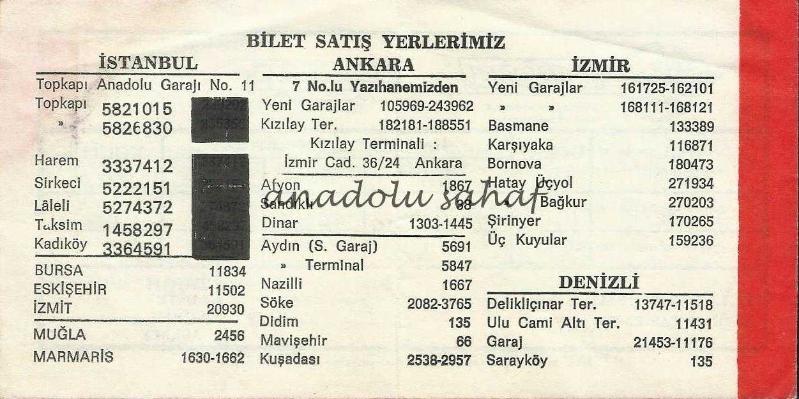 BİLET SATIŞ YERLERİMİZ
İSTANBUL
Topkapı Anadolu Garajı No. 11
Topkapı 5821015
» 5826830
Harem 3337412
Sirkeci 5222151
Lâleli 5274372
Taksim 1458297
Kadıköy 3364591
BURSA 11834
ESKİŞEHİR 11502
İZMİT 20930
MUĞLA 2456
MARMARİS 1630-1662
ANKARA
7 No.lu Yazıhanemizden
Yeni Garajlar 105969-243962
Kızılay Ter. 182181-188551
Kızılay Terminali :
İzmir Cad. 36/24 Ankara
Afyon 1867
Sandıklı 68
Dinar 1303-1445
Aydın (S. Garaj) 5691
» Terminal 5847
Nazilli 1667
Söke 2082-3765
Didim 135
Mavişehir 66
Kuşadası 2538-2957
İZMİR
Yeni Garajlar 161725-162101
» » 168111-168121
Basmane 133389
Karşıyaka 116871
Bornova 180473
Hatay Üçyol 271934
» Bağkur 270203
Şirinyer 170265
Üç Kuyular 159236
DENİZLİ
Delikliçınar Ter. 13747-11518
Ulu Cami Altı Ter. 11431
Garaj 21453-11176
Sarayköy 135
anadolu sahaf